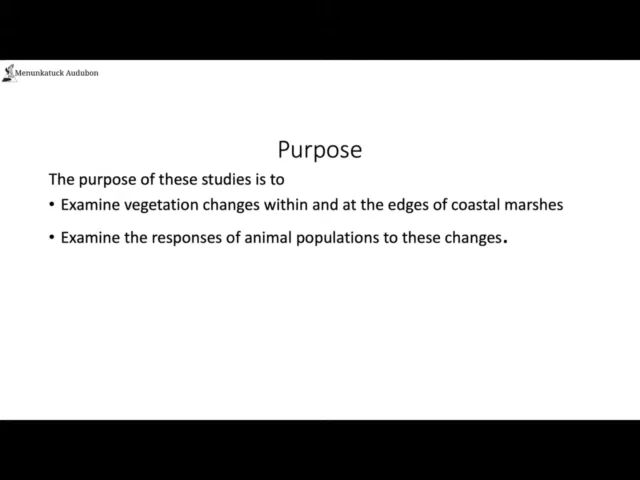 Menunkatuck Audubon
Purpose
The purpose of these studies is to
• Examine vegetation changes within and at the edges of coastal marshes
• Examine the responses of animal populations to these changes.